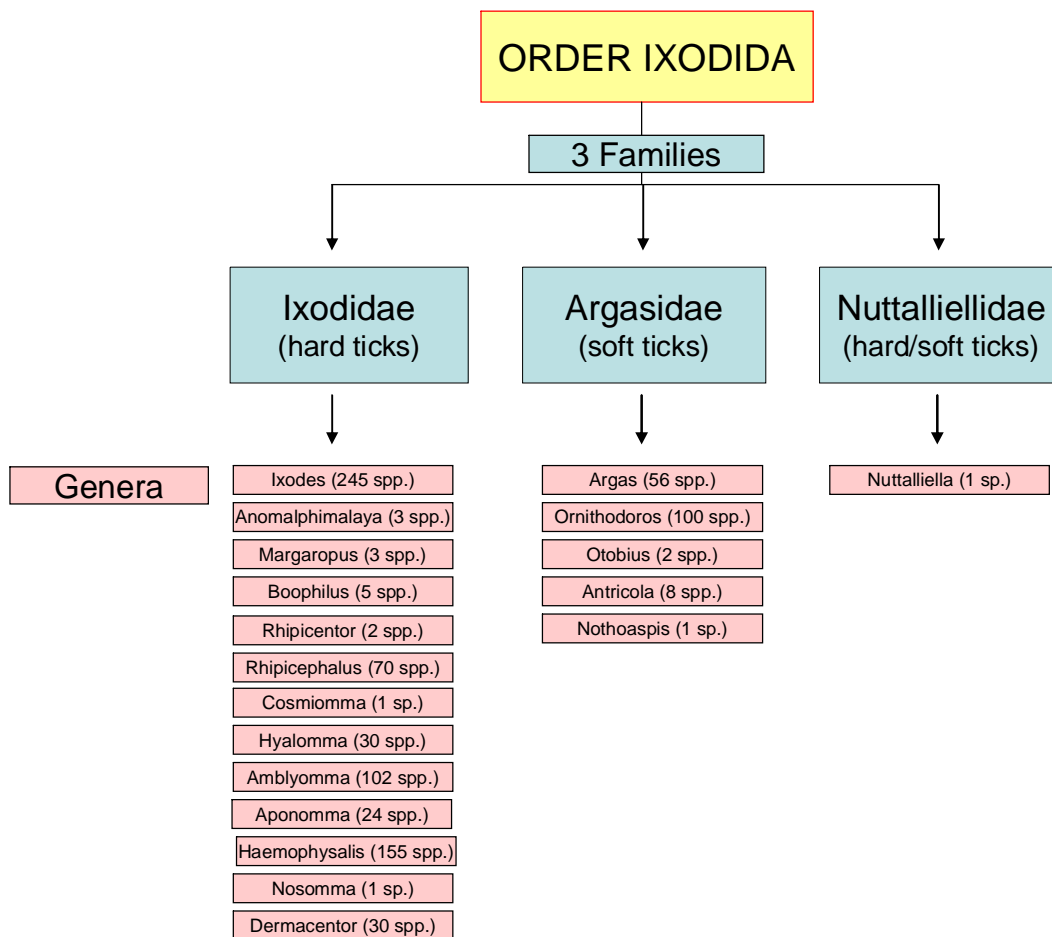 ORDER IXODIDA
3 Families
Ixodidae
(hard ticks)
Argasidae
(soft ticks)
Nuttalliellidae
(hard/soft ticks)
Genera
Ixodes (245 spp.)
Anomalphimalaya (3 spp.)
Margaropus (3 spp.)
Boophilus (5 spp.)
Rhipicentor (2 spp.)
Rhipicephalus (70 spp.)
Cosmiomma (1 sp.)
Hyalomma (30 spp.)
Amblyomma (102 spp.)
Aponomma (24 spp.)
Haemophysalis (155 spp.)
Nosomma (1 sp.)
Dermacentor (30 spp.)
Argas (56 spp.)
Ornithodoros (100 spp.)
Otobius (2 spp.)
Antricola (8 spp.)
Nothoaspis (1 sp.)
Nuttalliella (1 sp.)